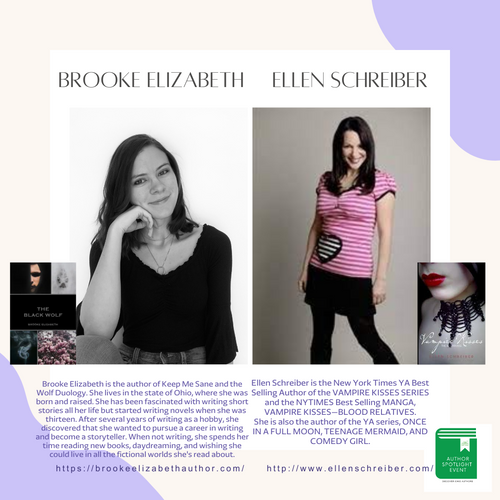 BROOKE ELIZABETH
ELLEN SCHREIBER
THE
BLACK WOLF
BROOKE ELIZABETH
Vampire Kisses
ELLEN SCHREIBER
Brooke Elizabeth is the author of Keep Me Sane and the
Wolf Duology. She lives in the state of Ohio, where she was
born and raised. She has been fascinated with writing short
stories all her life but started writing novels when she was
thirteen. After several years of writing as a hobby, she
discovered that she wanted to pursue a career in writing
and become a storyteller. When not writing, she spends her
time reading new books, daydreaming, and wishing she
could live in all the fictional worlds she's read about.
https://brookeelizabethauthor.com/
Ellen Schreiber is the New York Times YA Best
Selling Author of the VAMPIRE KISSES SERIES
and the NYTIMES Best Selling MANGA,
VAMPIRE KISSES—BLOOD RELATIVES.
She is also the author of the YA series, ONCE
IN A FULL MOON, TEENAGE MERMAID, AND
COMEDY GIRL.
http://www.ellenschreiber.com/
AUTHOR
SPOTLIGHT
EVENT